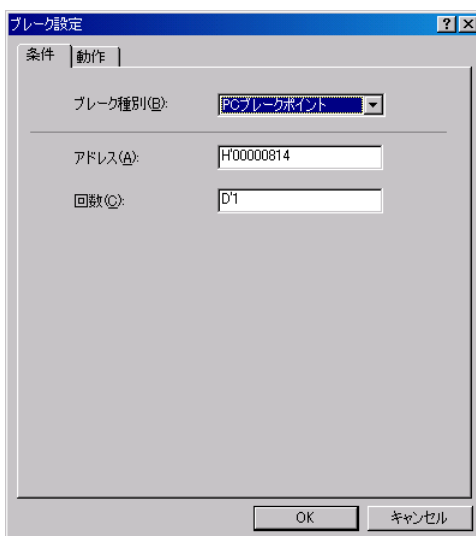 ブレーク設定
条件 動作
ブレーク種別(B): PCブレークポイント
アドレス(A): H'00000814
回数(C): D'1
OK キャンセル